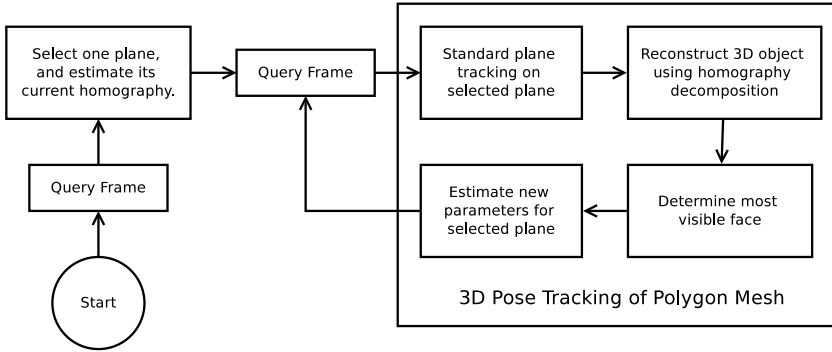 Start
Query Frame
Select one plane,
and estimate its
current homography.
Query Frame
Standard plane
tracking on
selected plane
Reconstruct 3D object
using homography
decomposition
Determine most
visible face
Estimate new
parameters for
selected plane
3D Pose Tracking of Polygon Mesh